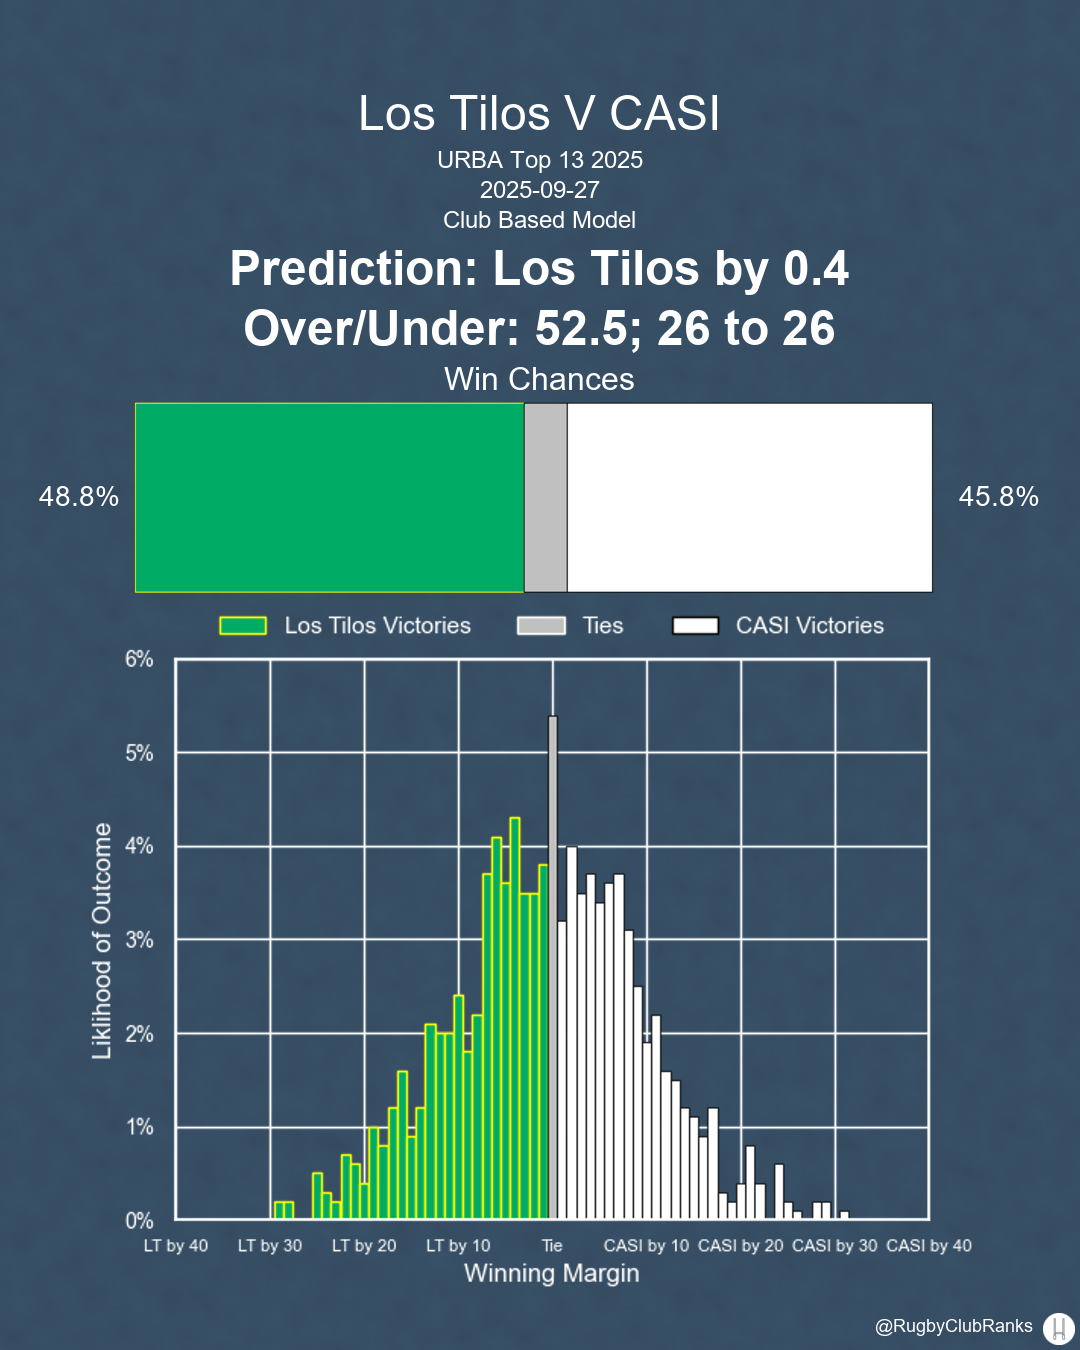 Los Tilos V CASI
URBA Top 13 2025
2025-09-27
Club Based Model
Prediction: Los Tilos by 0.4
Over/Under: 52.5; 26 to 26
Win Chances
48.8%
45.8%
Los Tilos Victories
Ties
CASI Victories
6%
5%
4%
3%
2%
1%
0%
Liklihood of Outcome
LT by 40
LT by 30
LT by 20
LT by 10
Tie
CASI by 10
CASI by 20
CASI by 30
CASI by 40
Winning Margin
@RugbyClubRanks